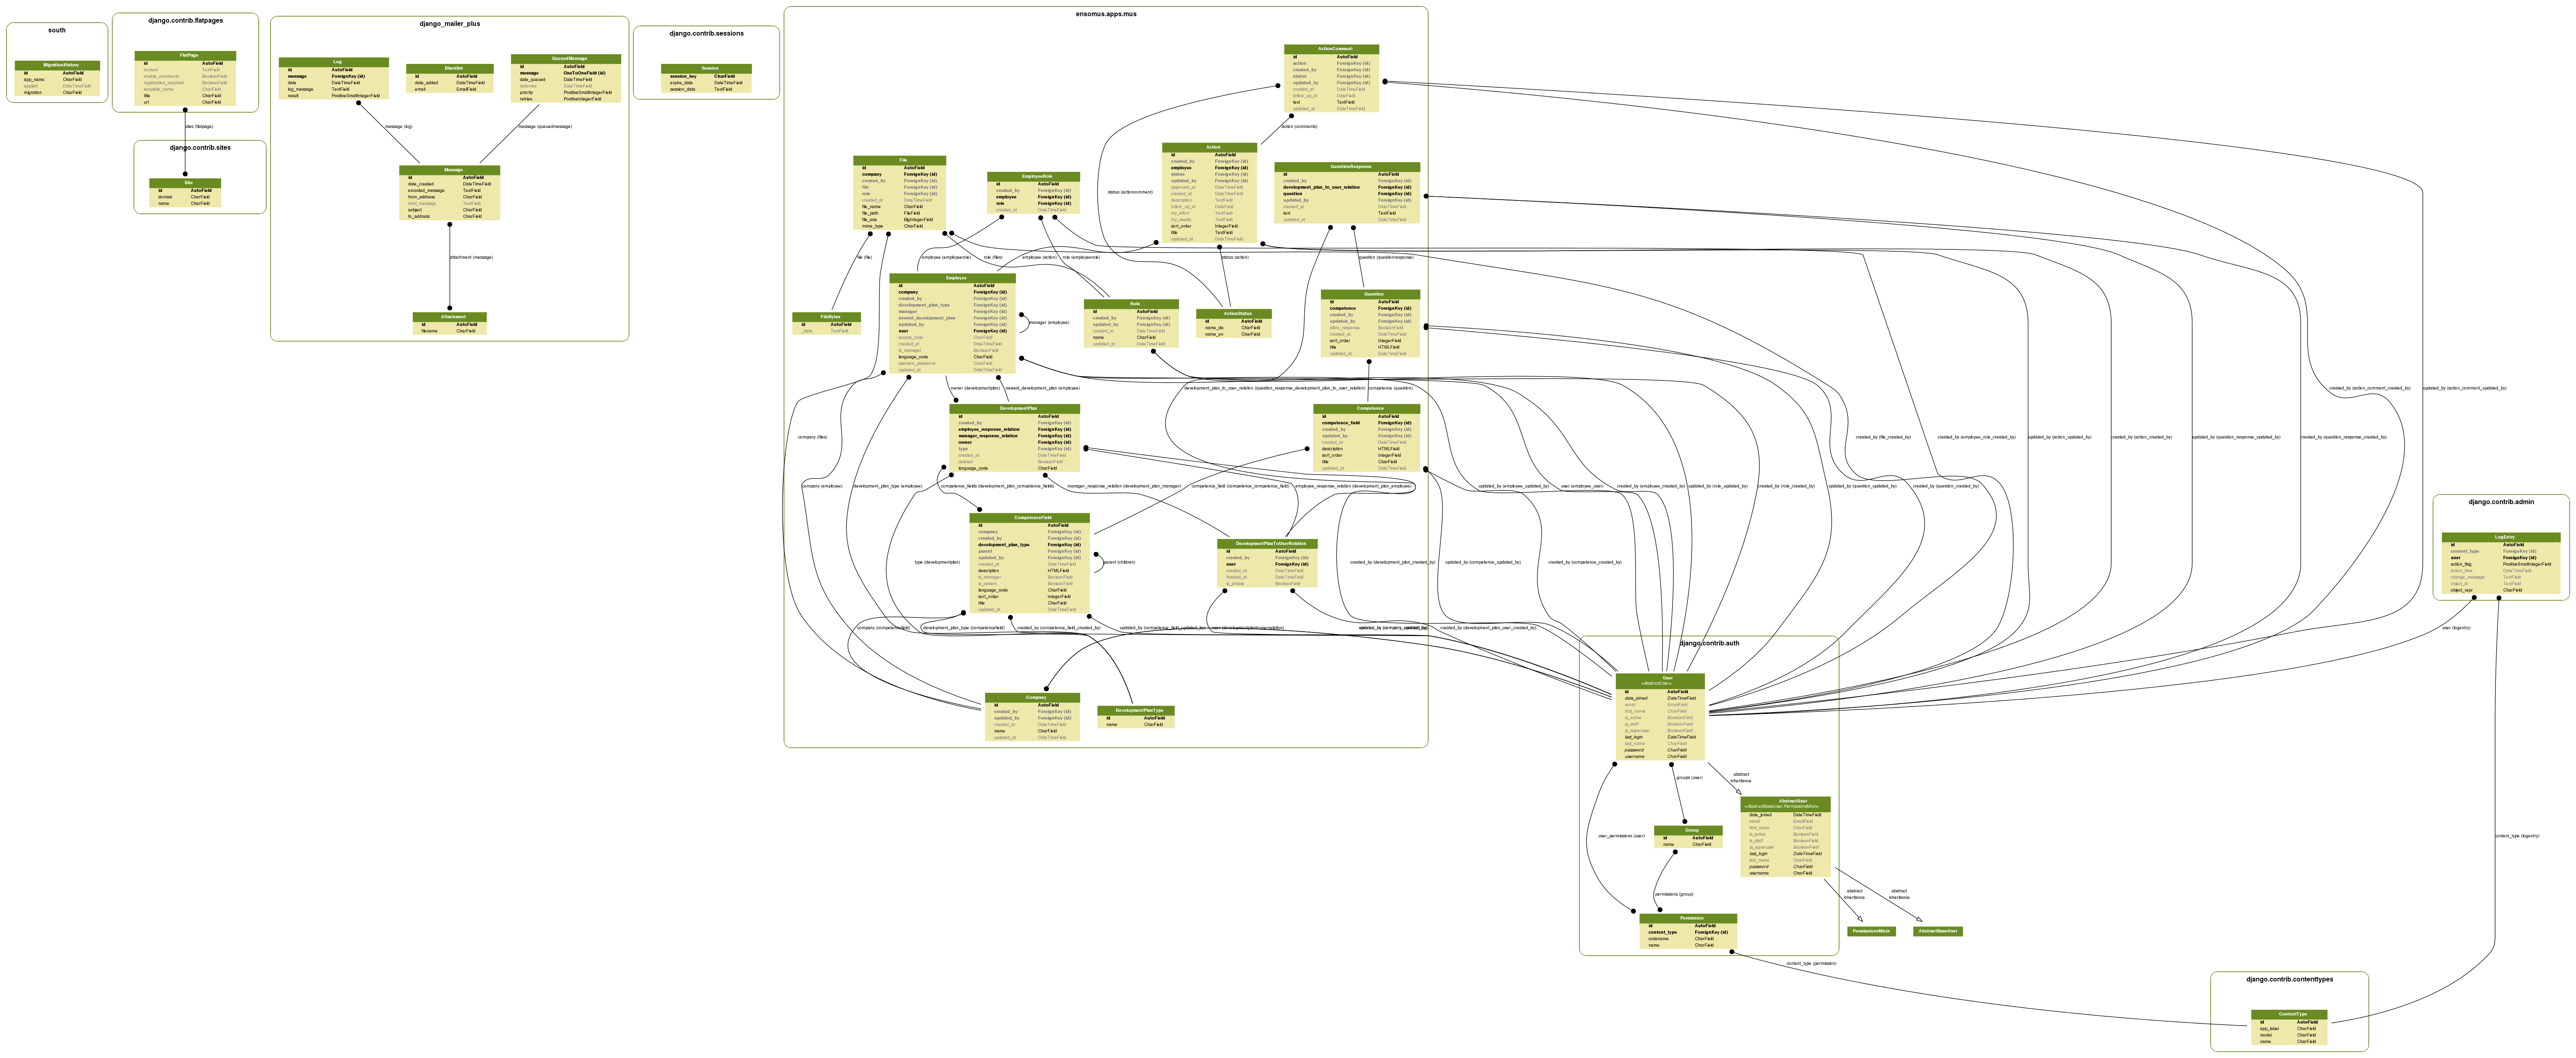 south
MigrationHistory
id AutoField
app_name CharField
applied DateTimeField
migration CharField
django.contrib.flatpages
FlatPage
id AutoField
content TextField
enable_comments BooleanField
registration_required BooleanField
template_name CharField
title CharField
url CharField
sites (flatpage)
django.contrib.sites
Site
id AutoField
domain CharField
name CharField
django_mailer_plus
Log
id AutoField
message ForeignKey (id)
date DateTimeField
log_message TextField
result PositiveSmallIntegerField
Blacklist
id AutoField
date_added DateTimeField
email EmailField
QueuedMessage
id AutoField
message OneToOneField (id)
date_queued DateTimeField
deferred DateTimeField
priority PositiveSmallIntegerField
retries PositiveIntegerField
message (log)
message (queuedmessage)
Message
id AutoField
date_created DateTimeField
encoded_message TextField
from_address CharField
html_message TextField
subject CharField
to_address CharField
attachment (message)
Attachment
id AutoField
filename CharField
django.contrib.sessions
Session
session_key CharField
expire_date DateTimeField
session_data TextField
ensomus.apps.mus
ActionComment
id AutoField
action ForeignKey (id)
created_by ForeignKey (id)
status ForeignKey (id)
updated_by ForeignKey (id)
created_at DateTimeField
follow_up_at DateField
text TextField
updated_at DateTimeField
action (comments)
File
id AutoField
company ForeignKey (id)
created_by ForeignKey (id)
file ForeignKey (id)
role ForeignKey (id)
created_at DateTimeField
file_name CharField
file_path FileField
file_size BigIntegerField
mime_type CharField
EmployeeRole
id AutoField
created_by ForeignKey (id)
employee ForeignKey (id)
role ForeignKey (id)
created_at DateTimeField
status (actioncomment)
Action
id AutoField
created_by ForeignKey (id)
employee ForeignKey (id)
status ForeignKey (id)
updated_by ForeignKey (id)
approved_at DateTimeField
created_at DateTimeField
description TextField
follow_up_at DateField
my_effort TextField
my_needs TextField
sort_order IntegerField
title TextField
updated_at DateTimeField
QuestionResponse
id AutoField
created_by ForeignKey (id)
development_plan_to_user_relation ForeignKey (id)
question ForeignKey (id)
updated_by ForeignKey (id)
created_at DateTimeField
text TextField
updated_at DateTimeField
file (file)
employee (employeerole)
role (files)
employee (action)
role (employeerole)
status (action)
question (questionresponse)
FileBytes
id AutoField
_data TextField
Employee
id AutoField
company ForeignKey (id)
created_by ForeignKey (id)
development_plan_type ForeignKey (id)
manager ForeignKey (id)
newest_development_plan ForeignKey (id)
updated_by ForeignKey (id)
user ForeignKey (id)
access_code CharField
created_at DateTimeField
is_manager BooleanField
language_code CharField
plaintext_password CharField
updated_at DateTimeField
manager (employee)
Role
id AutoField
created_by ForeignKey (id)
updated_by ForeignKey (id)
created_at DateTimeField
name CharField
updated_at DateTimeField
ActionStatus
id AutoField
name_da CharField
name_en CharField
Question
id AutoField
competence ForeignKey (id)
created_by ForeignKey (id)
updated_by ForeignKey (id)
allow_response BooleanField
created_at DateTimeField
sort_order IntegerField
title HTMLField
updated_at DateTimeField
owner (developmentplan)
newest_development_plan (employee)
development_plan_to_user_relation (question_response_development_plan_to_user_relation)
competence (question)
created_by (action_comment_created_by)
updated_by (action_comment_updated_by)
DevelopmentPlan
id AutoField
created_by ForeignKey (id)
employee_response_relation ForeignKey (id)
manager_response_relation ForeignKey (id)
owner ForeignKey (id)
type ForeignKey (id)
created_at DateTimeField
deleted BooleanField
language_code CharField
Competence
id AutoField
competence_field ForeignKey (id)
created_by ForeignKey (id)
updated_by ForeignKey (id)
created_at DateTimeField
description HTMLField
sort_order IntegerField
title CharField
updated_at DateTimeField
company (files)
created_by (file_created_by)
created_by (employee_role_created_by)
updated_by (action_updated_by)
created_by (action_created_by)
updated_by (question_response_updated_by)
created_by (question_response_created_by)
company (employee)
development_plan_type (employee)
competence_fields (development_plan_competence_fields)
manager_response_relation (development_plan_manager)
competence_field (competence_competence_field)
employee_response_relation (development_plan_employee)
updated_by (employee_updated_by)
user (employee_user)
created_by (employee_created_by)
updated_by (role_updated_by)
created_by (role_created_by)
updated_by (question_updated_by)
created_by (question_created_by)
CompetenceField
id AutoField
company ForeignKey (id)
created_by ForeignKey (id)
development_plan_type ForeignKey (id)
parent ForeignKey (id)
updated_by ForeignKey (id)
created_at DateTimeField
description HTMLField
is_manager BooleanField
is_system BooleanField
language_code CharField
sort_order IntegerField
title CharField
updated_at DateTimeField
parent (children)
DevelopmentPlanToUserRelation
id AutoField
created_by ForeignKey (id)
user ForeignKey (id)
created_at DateTimeField
finished_at DateTimeField
is_private BooleanField
type (developmentplan)
created_by (development_plan_created_by)
updated_by (competence_updated_by)
created_by (competence_created_by)
company (competencefield)
development_plan_type (competencefield)
created_by (competence_field_created_by)
updated_by (competence_field_updated_by)
user (developmentplantouserrelation)
created_by (development_plan_user_created_by)
Company
id AutoField
created_by ForeignKey (id)
updated_by ForeignKey (id)
created_at DateTimeField
name CharField
updated_at DateTimeField
DevelopmentPlanType
id AutoField
name CharField
django.contrib.auth
User
<AbstractUser>
id AutoField
date_joined DateTimeField
email EmailField
first_name CharField
is_active BooleanField
is_staff BooleanField
is_superuser BooleanField
last_login DateTimeField
last_name CharField
password CharField
username CharField
groups (user)
abstract
inheritance
user_permissions (user)
AbstractUser
<AbstractBaseUser,PermissionsMixin>
date_joined DateTimeField
email EmailField
first_name CharField
is_active BooleanField
is_staff BooleanField
is_superuser BooleanField
last_login DateTimeField
last_name CharField
password CharField
username CharField
Group
id AutoField
name CharField
permissions (group)
abstract
inheritance
abstract
inheritance
Permission
id AutoField
content_type ForeignKey (id)
codename CharField
name CharField
PermissionsMixin
AbstractBaseUser
content_type (permission)
django.contrib.admin
LogEntry
id AutoField
content_type ForeignKey (id)
user ForeignKey (id)
action_flag PositiveSmallIntegerField
action_time DateTimeField
change_message TextField
object_id TextField
object_repr CharField
user (logentry)
content_type (logentry)
django.contrib.contenttypes
ContentType
id AutoField
app_label CharField
model CharField
name CharField